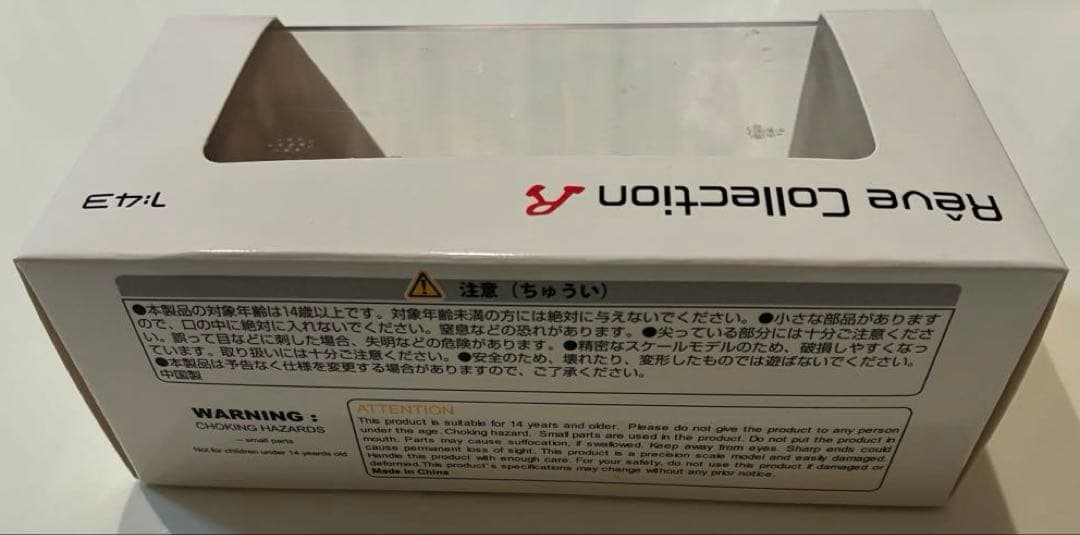 Rêve Collection R
1:43
注意（ちゅうい）
●本製品の対象年齢は14歳以上です。対象年齢未満の方には絶対に与えないでください。●小さな部品があります
ので、口の中に絶対に入れないでください。窒息などの恐れがあります。●尖っている部分には十分ご注意くださ
い。誤って目などに刺した場合、失明などの危険があります。●精密なスケールモデルのため、破損しやすくなっ
ています。取り扱いには十分ご注意ください。●安全のため、壊れたり、変形したものでは遊ばないでください。
●本製品は予告なく仕様を変更する場合がありますので、ご了承ください。
中国製
WARNING :
CHOKING HAZARDS
– small parts
Not for children under 14 yeards old
ATTENTION
This product is suitable for 14 years and older. Please do not give the product to any person
under the age. Choking hazard. Small parts are used in the product. Do not put the product in
mouth. Parts may cause suffocation, if swallowed. Keep away from eyes. Sharp ends could
cause permanent loss of sight. This product is a precision scale model and easily damaged.
Handle this product with enough care. For your safety, do not use this product if damaged or
deformed.This product's specifications may change without any prior notice.
Made in China